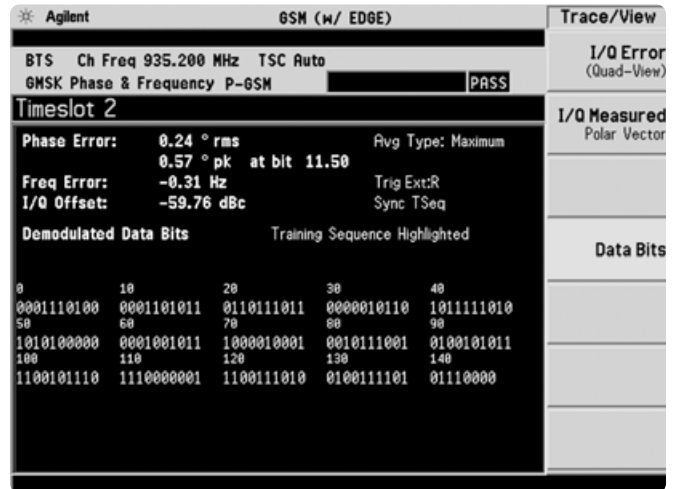 Agilent GSM (w/ EDGE) Trace/View
BTS Ch Freq 935.200 MHz TSC Auto
GMSK Phase & Frequency P-GSM PASS
Timeslot 2
Phase Error: 0.24 ° rms Avg Type: Maximum
0.57 ° pk at bit 11.50
Freq Error: -0.31 Hz Trig Ext:R
I/Q Offset: -59.76 dBc Sync TSeq
Demodulated Data Bits Training Sequence Highlighted
0 10 20 30 40
0001110100 0001101011 0110111011 0000010110 1011111010
50 60 70 80 90
1010100000 0001001011 1000010001 0010111001 0100101011
100 110 120 130 140
1100101110 1110000001 1100111010 0100111101 01110000
I/Q Error
(Quad-View)
I/Q Measured
Polar Vector
Data Bits